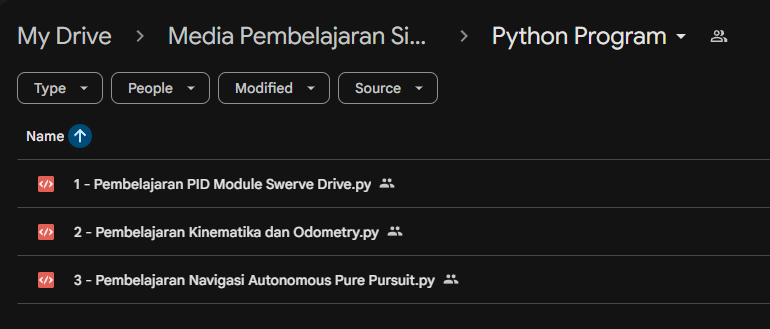 My Drive > Media Pembelajaran Si... > Python Program
Type People Modified Source
Name
1 - Pembelajaran PID Module Swerve Drive.py
2 - Pembelajaran Kinematika dan Odometry.py
3 - Pembelajaran Navigasi Autonomous Pure Pursuit.py